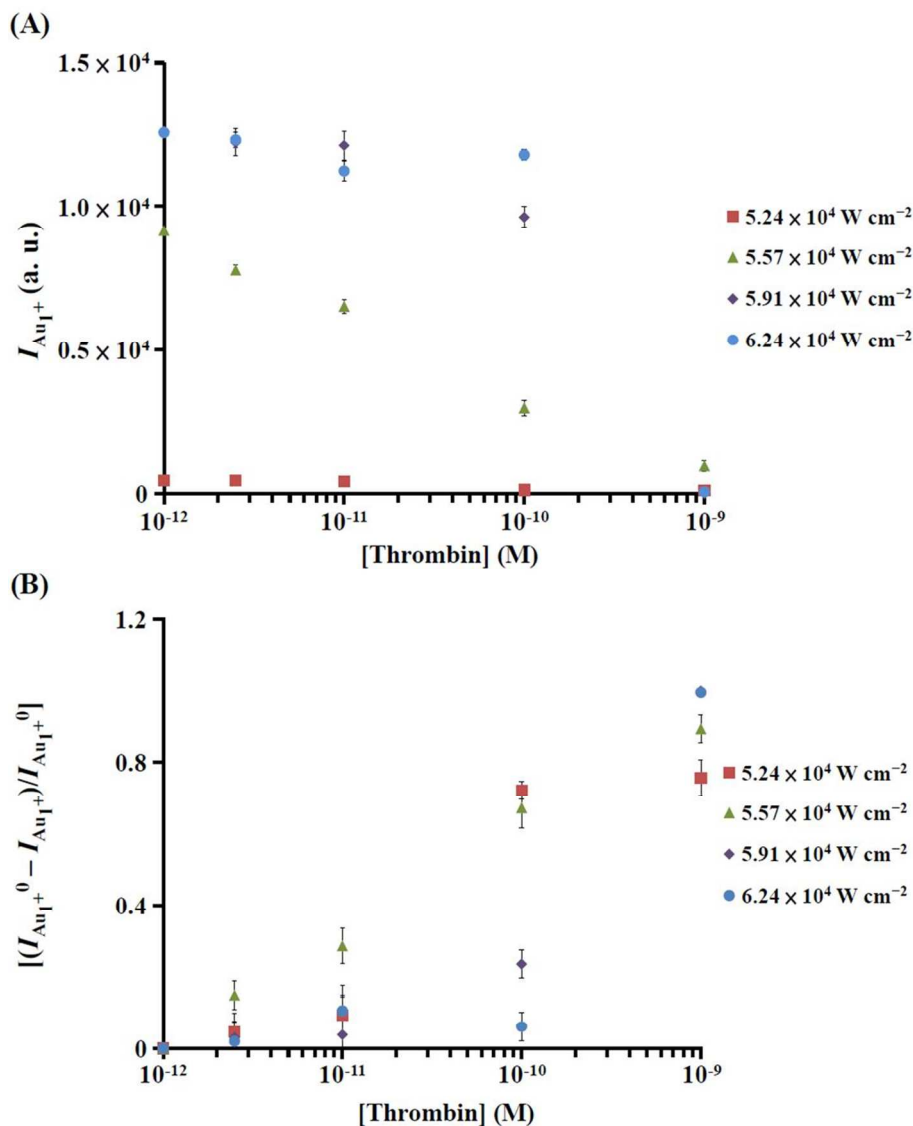 (A)
1.5 × 10⁴
1.0 × 10⁴
0.5 × 10⁴
0
I_Au₁⁺ (a. u.)
10⁻¹² 10⁻¹¹ 10⁻¹⁰ 10⁻⁹
[Thrombin] (M)
5.24 × 10⁴ W cm⁻²
5.57 × 10⁴ W cm⁻²
5.91 × 10⁴ W cm⁻²
6.24 × 10⁴ W cm⁻²
(B)
1.2
0.8
0.4
0
[(I_Au₁⁺⁰ – I_Au₁⁺)/I_Au₁⁺⁰]
10⁻¹² 10⁻¹¹ 10⁻¹⁰ 10⁻⁹
[Thrombin] (M)
5.24 × 10⁴ W cm⁻²
5.57 × 10⁴ W cm⁻²
5.91 × 10⁴ W cm⁻²
6.24 × 10⁴ W cm⁻²